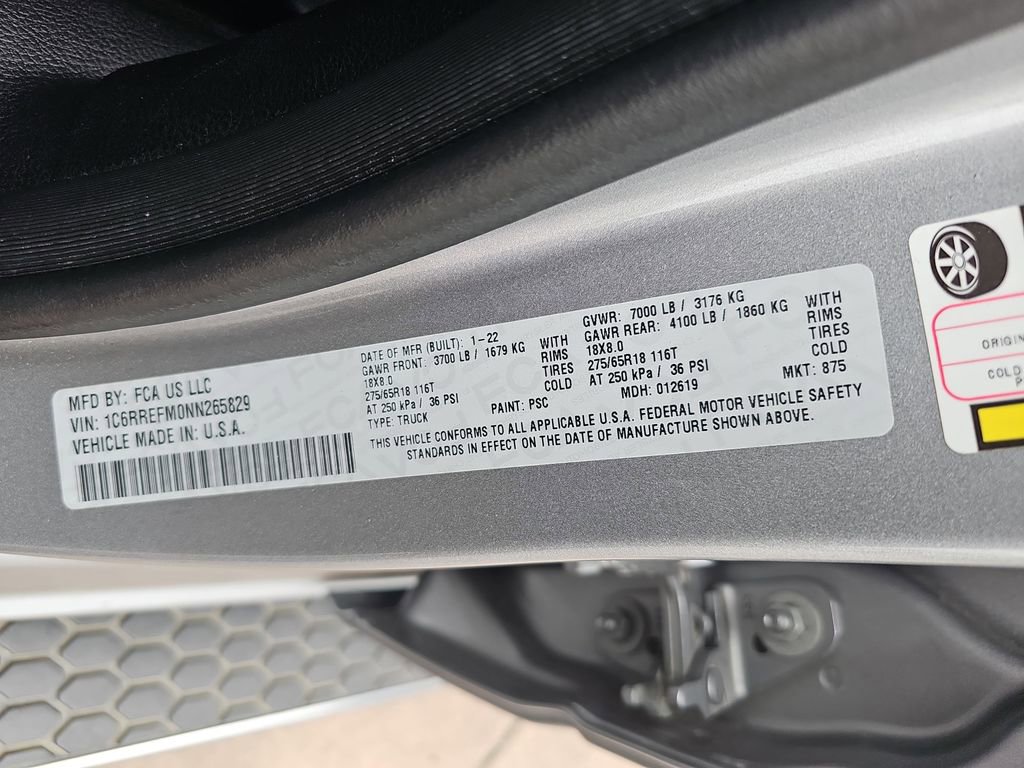 MFD BY: FCA US LLC
VIN: 1C6RREFM0NN265829
VEHICLE MADE IN: U.S.A.
DATE OF MFR (BUILT): 1-22
GAWR FRONT: 3700 LB / 1679 KG WITH
18X8.0 RIMS
275/65R18 116T TIRES
AT 250 kPa / 36 PSI COLD
TYPE: TRUCK PAINT: PSC
GVWR: 7000 LB / 3176 KG
GAWR REAR: 4100 LB / 1860 KG WITH
18X8.0 RIMS
275/65R18 116T TIRES
AT 250 kPa / 36 PSI COLD
MDH: 012619 MKT: 875
THIS VEHICLE CONFORMS TO ALL APPLICABLE U.S.A. FEDERAL MOTOR VEHICLE SAFETY
STANDARDS IN EFFECT ON THE DATE OF MANUFACTURE SHOWN ABOVE.
COLD